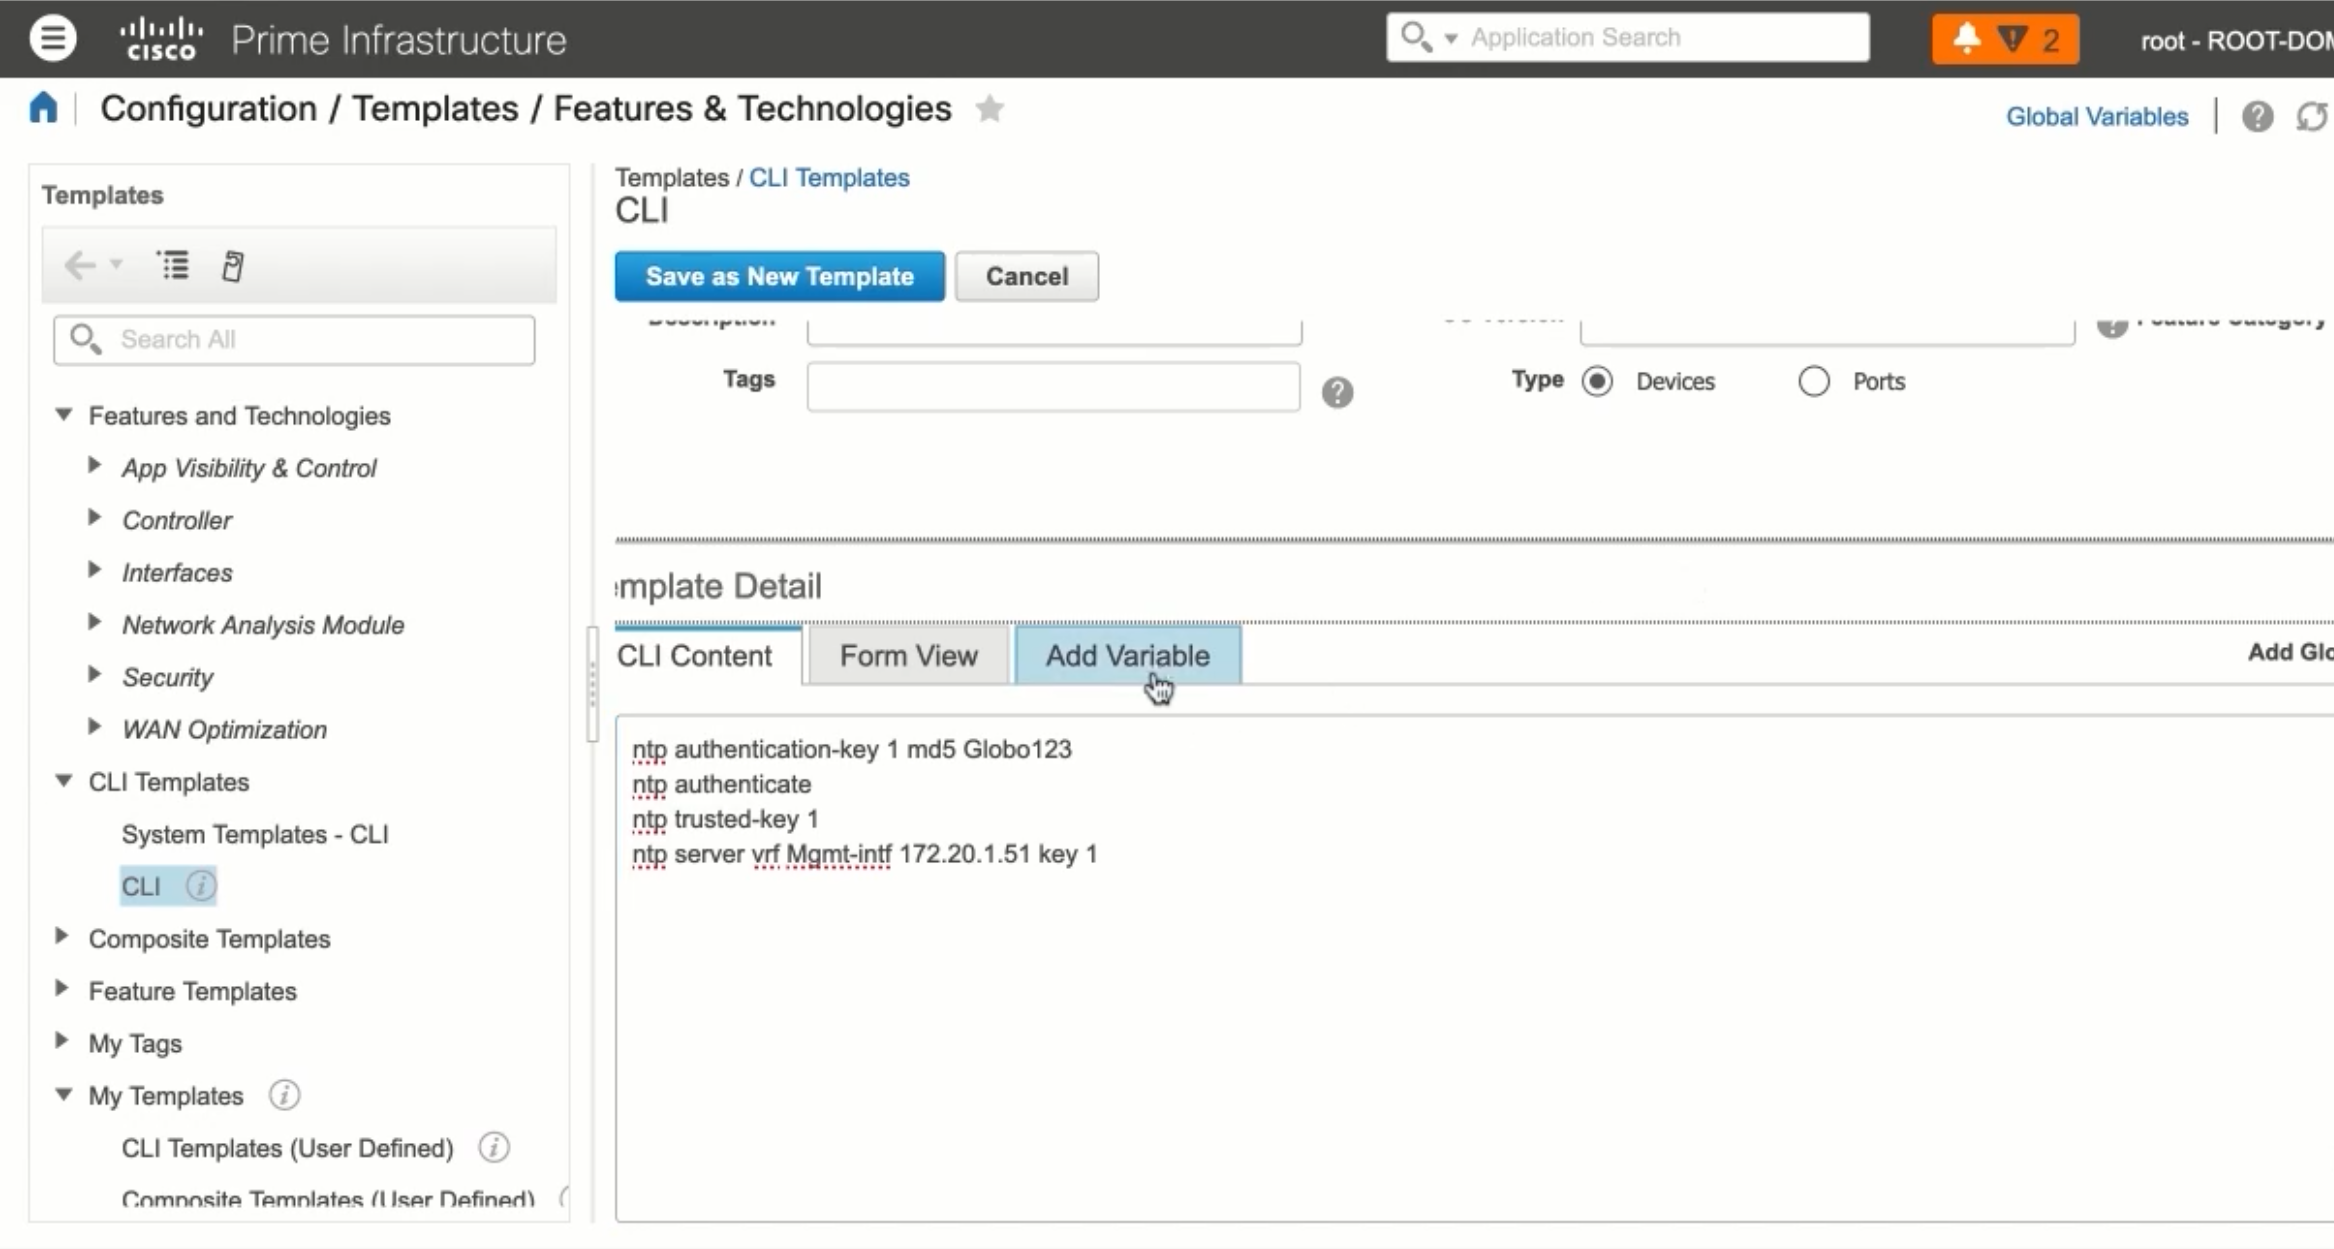 cisco Prime Infrastructure
Application Search
2
root - ROOT-DOM
Configuration / Templates / Features & Technologies
Global Variables
Templates
Search All
Features and Technologies
App Visibility & Control
Controller
Interfaces
Network Analysis Module
Security
WAN Optimization
CLI Templates
System Templates - CLI
CLI
Composite Templates
Feature Templates
My Tags
My Templates
CLI Templates (User Defined)
Composite Templates (User Defined)
Templates / CLI Templates
CLI
Save as New Template Cancel
Description Feature Category
Tags Type Devices Ports
emplate Detail
CLI Content Form View Add Variable Add Glo
ntp authentication-key 1 md5 Globo123
ntp authenticate
ntp trusted-key 1
ntp server vrf Mgmt-intf 172.20.1.51 key 1